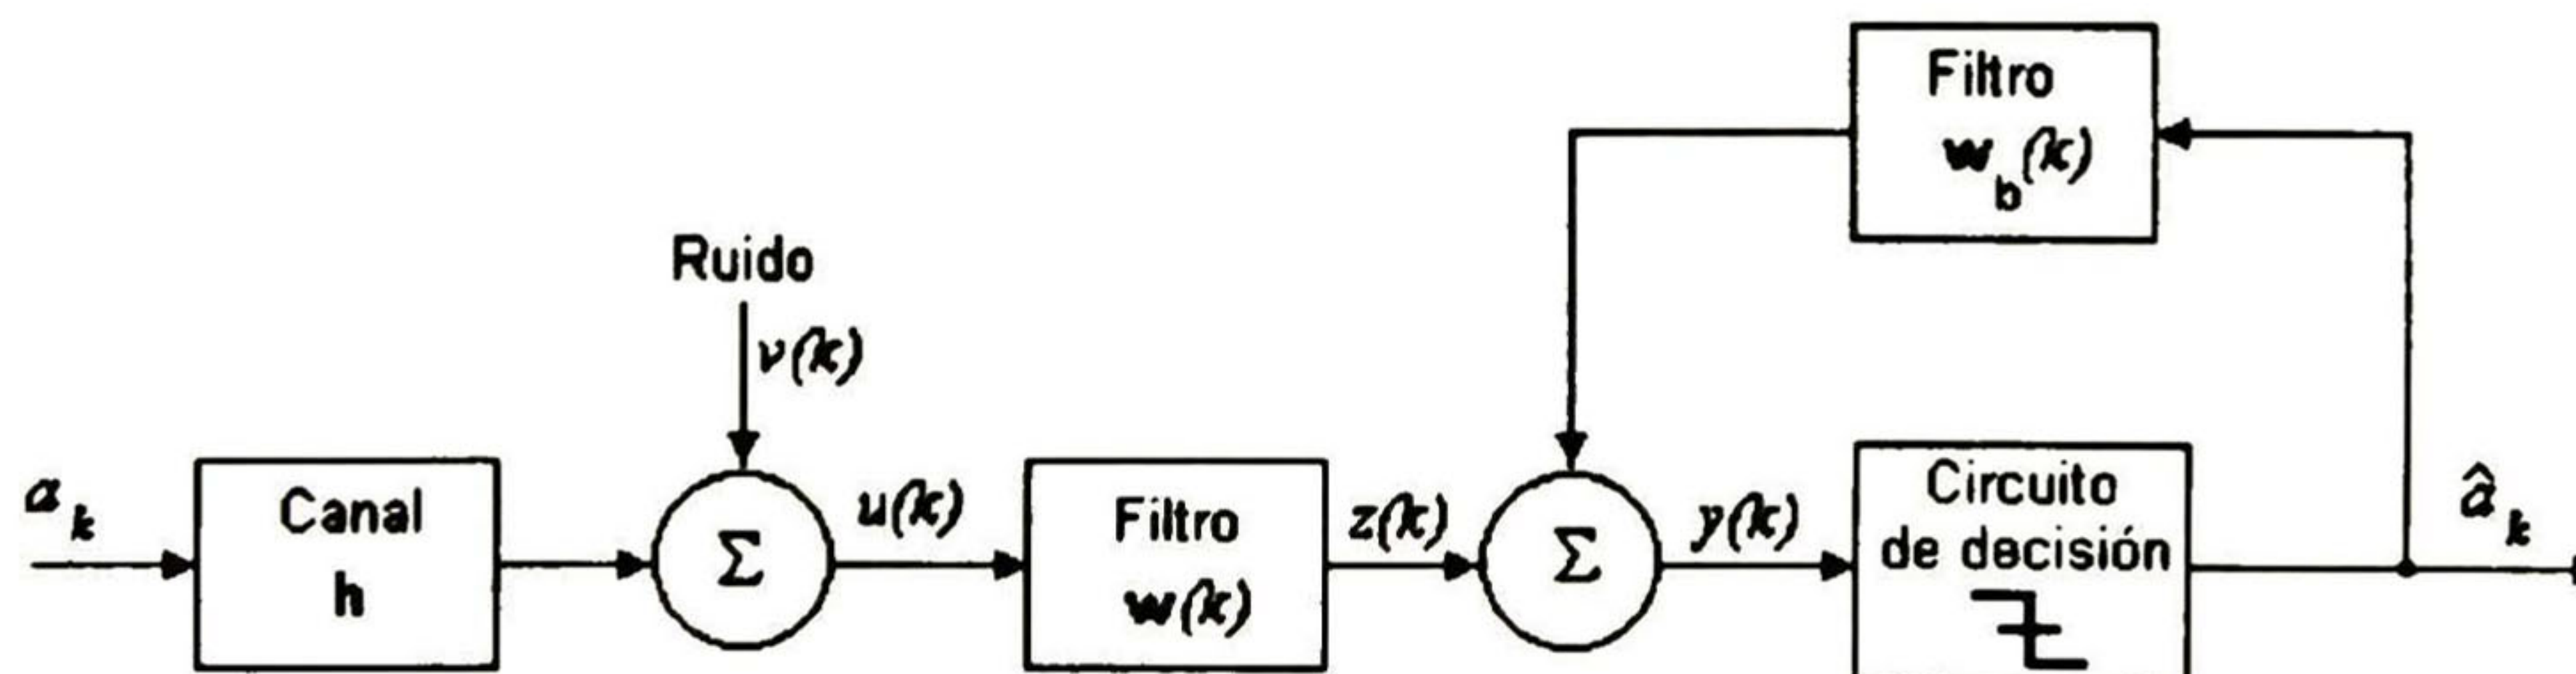 Filtro
w_b(k)
Ruido
v(k)
a_k
Canal
h
Σ
u(k)
Filtro
w(k)
z(k)
Σ
y(k)
Circuito
de decisión
â_k